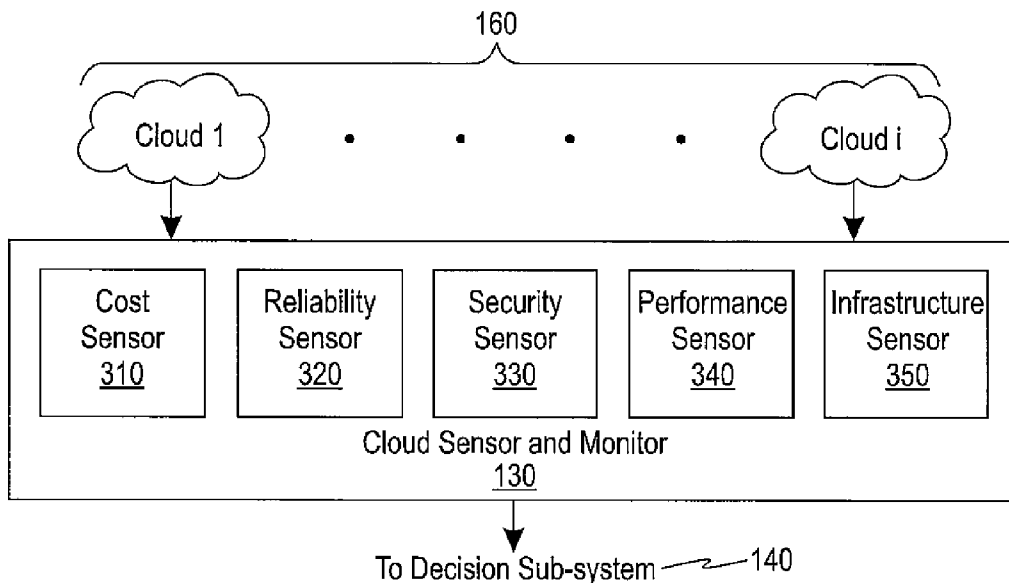 160
Cloud 1
Cloud i
Cost
Sensor
310
Reliability
Sensor
320
Security
Sensor
330
Performance
Sensor
340
Infrastructure
Sensor
350
Cloud Sensor and Monitor
130
To Decision Sub-system
140